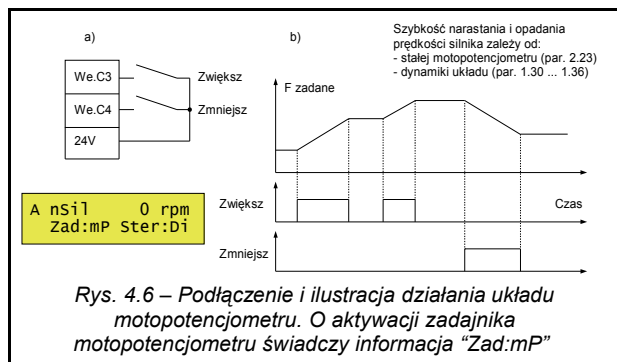 a)
We.C3
Zwiększ
We.C4
Zmniejsz
24V
A nSil 0 rpm
Zad:mP Ster:Di
b)
Szybkość narastania i opadania
prędkości silnika zależy od:
- stałej motopotencjometru (par. 2.23)
- dynamiki układu (par. 1.30 ... 1.36)
F zadane
Zwiększ
Czas
Zmniejsz
Rys. 4.6 – Podłączenie i ilustracja działania układu
motopotencjometru. O aktywacji zadajnika
motopotencjometru świadczy informacja “Zad:mP”